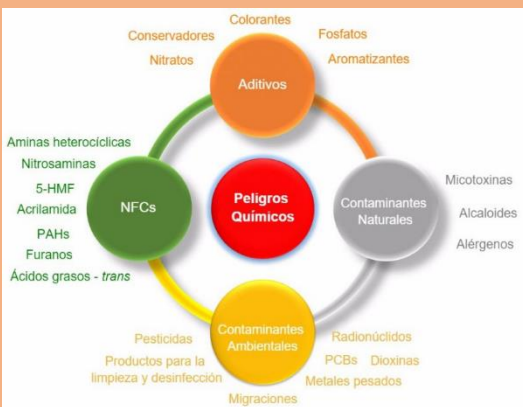 Colorantes
Conservadores
Fosfatos
Nitratos
Aromatizantes
Aditivos
Aminas heterocíclicas
Nitrosaminas
5-HMF
Acrilamida
PAHs
Furanos
Ácidos grasos - trans
NFCs
Peligros
Químicos
Contaminantes
Naturales
Micotoxinas
Alcaloides
Alérgenos
Contaminantes
Ambientales
Pesticidas
Productos para la
limpieza y desinfección
Migraciones
Radionúclidos
PCBs Dioxinas
Metales pesados